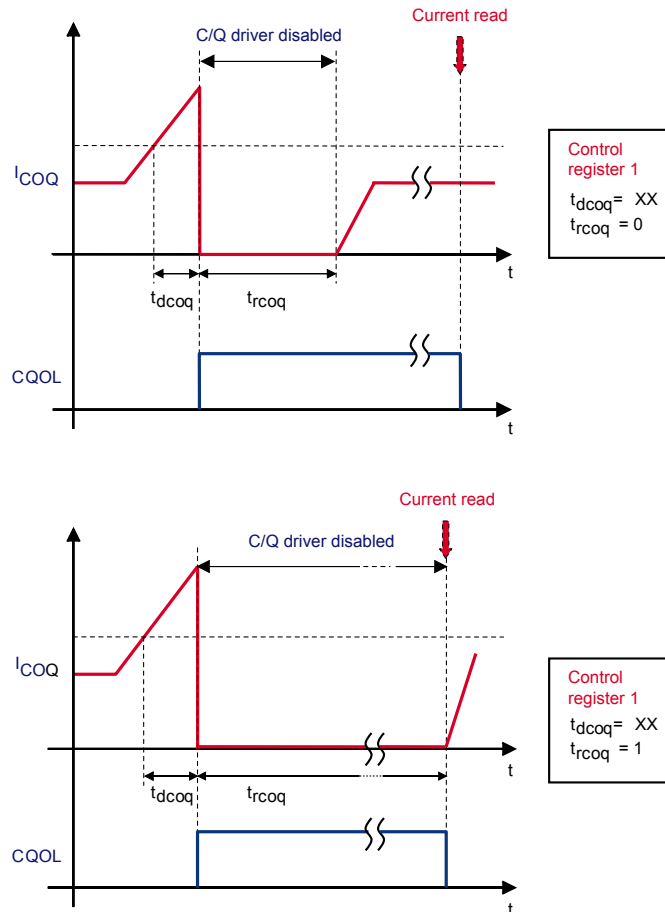 Current read
C/Q driver disabled
ICOQ
Control
register 1
tdcoq= XX
trcoq = 0
t
tdcoq
trcoq
CQOL
t
Current read
C/Q driver disabled
ICOQ
Control
register 1
tdcoq= XX
trcoq = 1
t
tdcoq
trcoq
CQOL
t